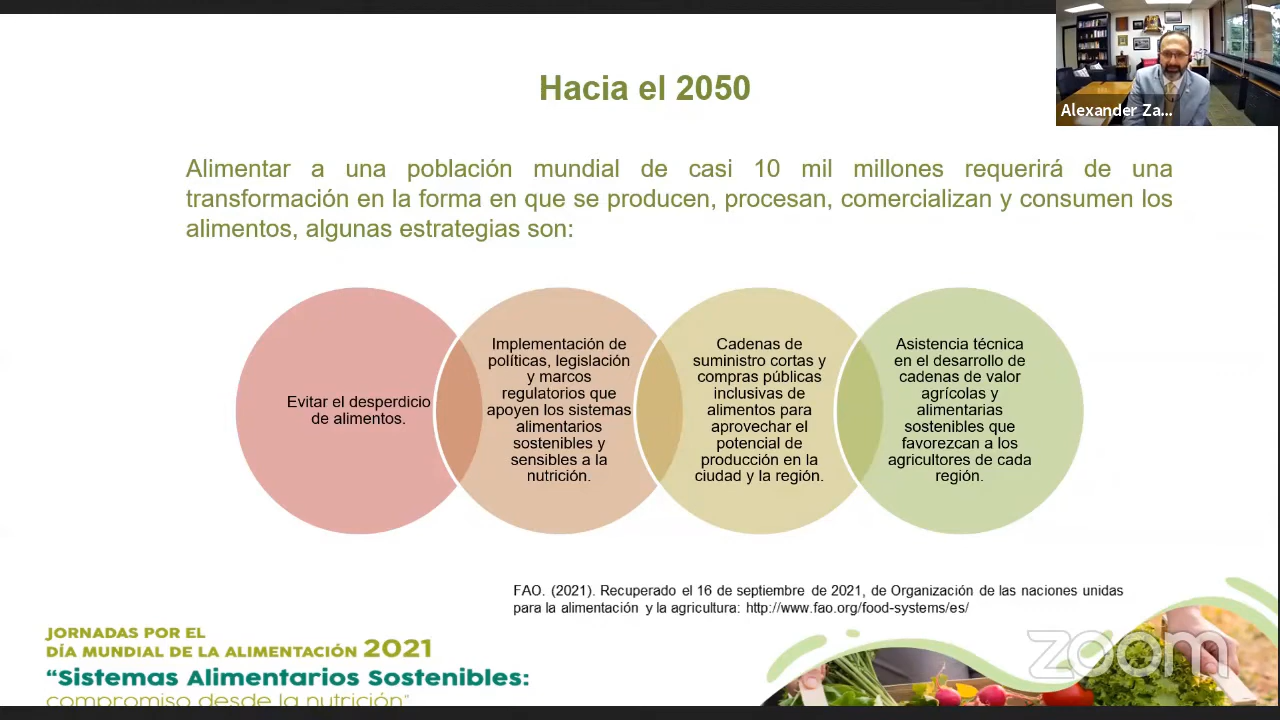 Hacia el 2050
Alexander Za...
Alimentar a una población mundial de casi 10 mil millones requerirá de una
transformación en la forma en que se producen, procesan, comercializan y consumen los
alimentos, algunas estrategias son:
Evitar el desperdicio
de alimentos.
Implementación de
políticas, legislación
y marcos
regulatorios que
apoyen los sistemas
alimentarios
sostenibles y
sensibles a la
nutrición.
Cadenas de
suministro cortas y
compras públicas
inclusivas de
alimentos para
aprovechar el
potencial de
producción en la
ciudad y la región.
Asistencia técnica
en el desarrollo de
cadenas de valor
agrícolas y
alimentarias
sostenibles que
favorezcan a los
agricultores de cada
región.
FAO. (2021). Recuperado el 16 de septiembre de 2021, de Organización de las naciones unidas
para la alimentación y la agricultura: http://www.fao.org/food-systems/es/
JORNADAS POR EL
DÍA MUNDIAL DE LA ALIMENTACIÓN 2021
“Sistemas Alimentarios Sostenibles:
compromiso desde la nutrición”
zoom